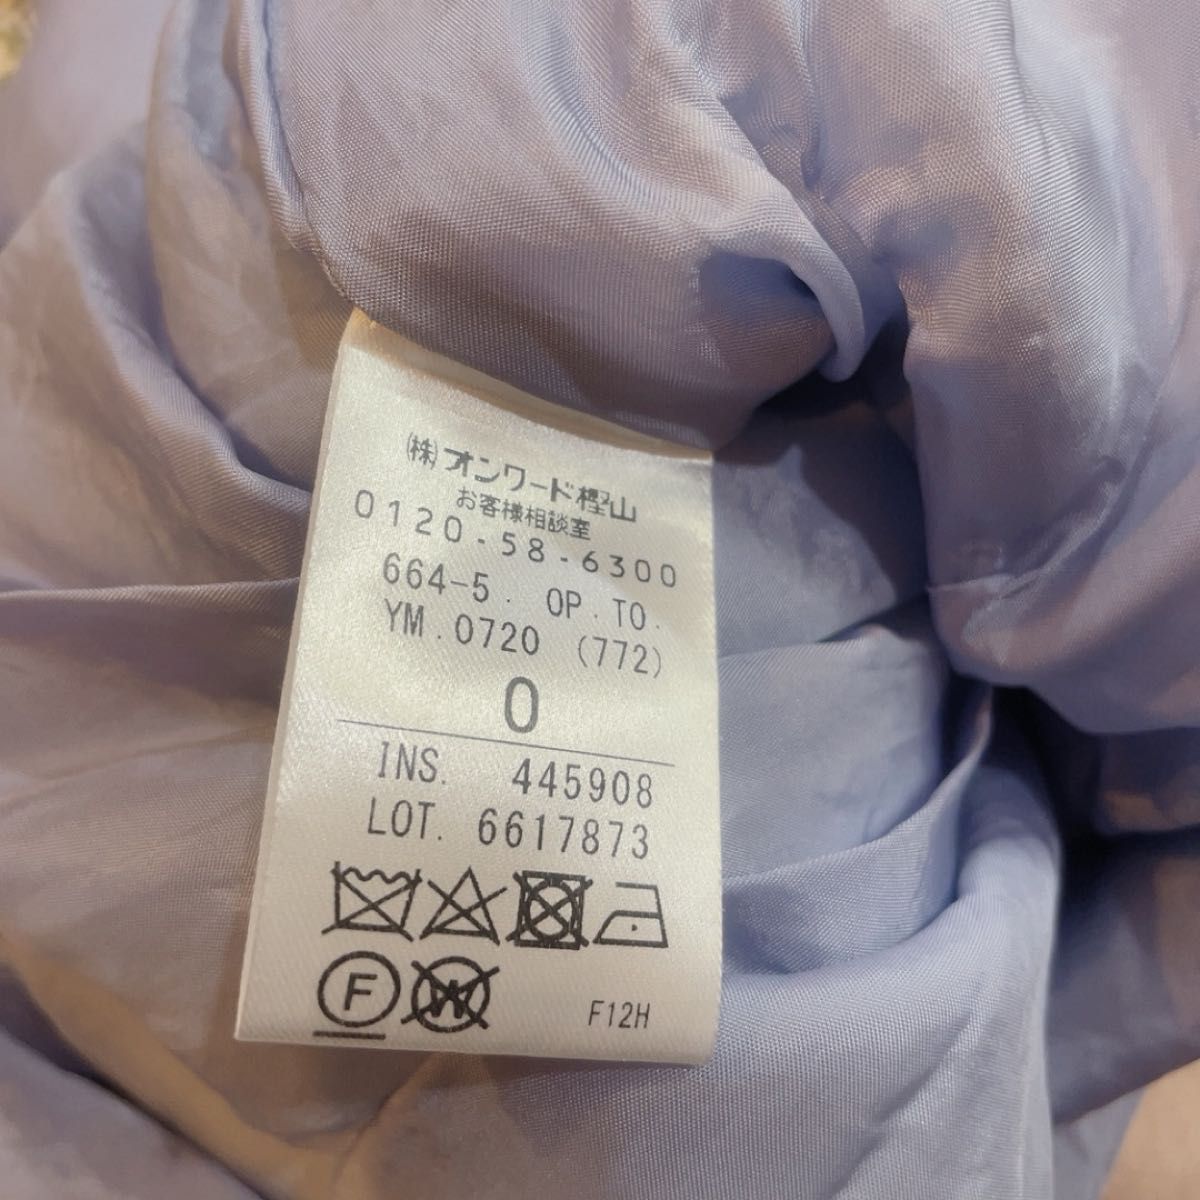 (株)オンワード樫山
お客様相談室
0120-58-6300
664-5. OP.TO.
YM.0720 (772)
0
INS. 445908
LOT. 6617873
F W F12H